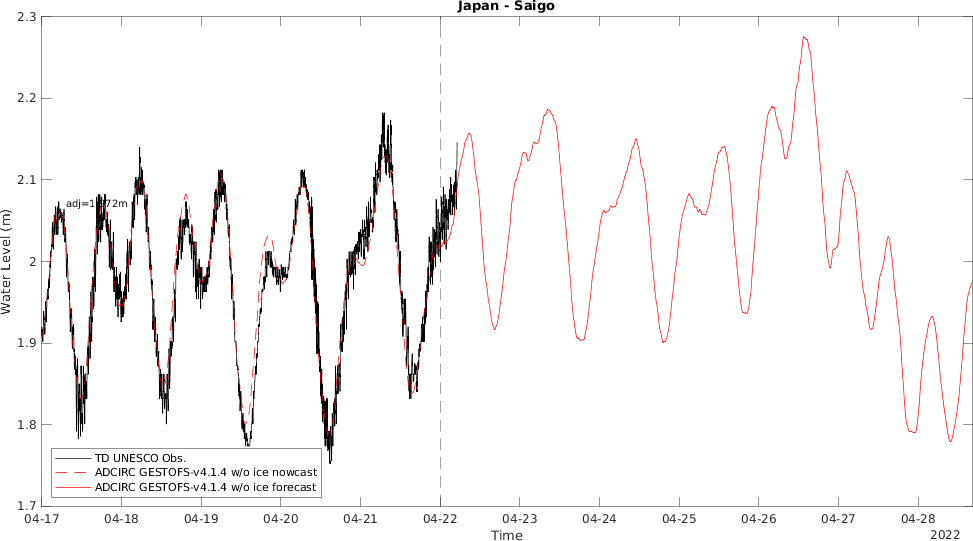 Japan - Saigo
2.3
2.2
2.1
2
1.9
1.8
1.7
Water Level (m)
TD UNESCO Obs.
ADCIRC GESTOFS-v4.1.4 w/o ice nowcast
ADCIRC GESTOFS-v4.1.4 w/o ice forecast
04-17 04-18 04-19 04-20 04-21 04-22 04-23 04-24 04-25 04-26 04-27 04-28
2022
Time